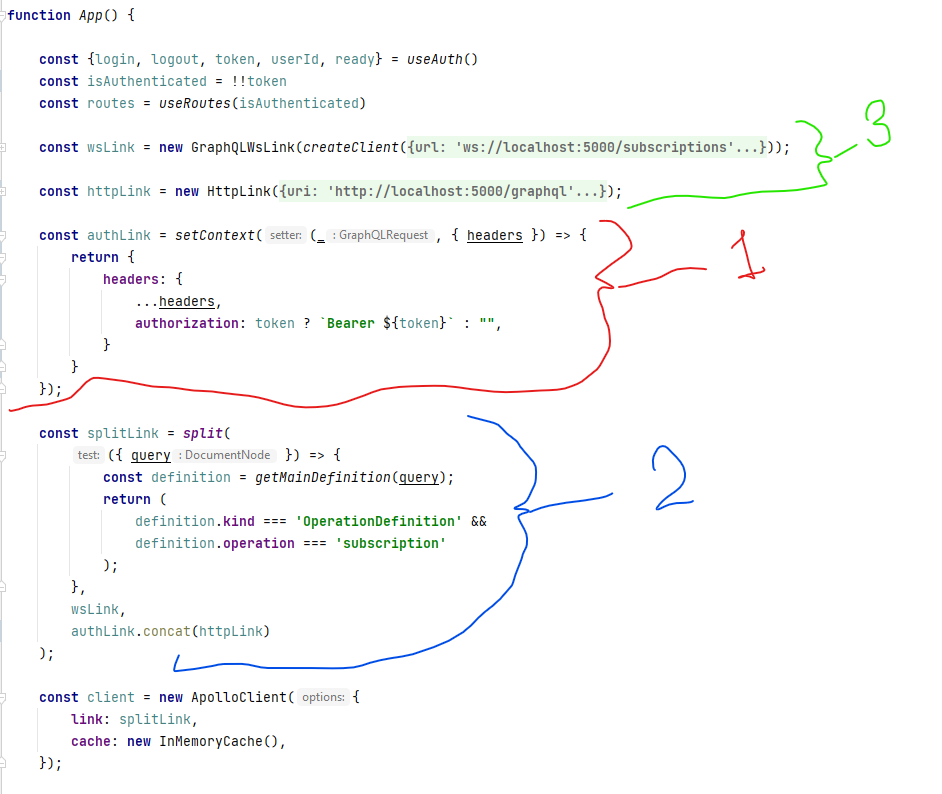 function App() {
const {login, logout, token, userId, ready} = useAuth()
const isAuthenticated = !!token
const routes = useRoutes(isAuthenticated)
const wsLink = new GraphQLWsLink(createClient({url: 'ws://localhost:5000/subscriptions'...}));
3
const httpLink = new HttpLink({uri: 'http://localhost:5000/graphql'...});
const authLink = setContext( setter: (_ : GraphQLRequest , { headers }) => {
1
return {
headers: {
...headers,
authorization: token ? `Bearer ${token}` : "",
}
}
});
const splitLink = split(
test: ({ query : DocumentNode }) => {
2
const definition = getMainDefinition(query);
return (
definition.kind === 'OperationDefinition' &&
definition.operation === 'subscription'
);
},
wsLink,
authLink.concat(httpLink)
);
const client = new ApolloClient( options: {
link: splitLink,
cache: new InMemoryCache(),
});